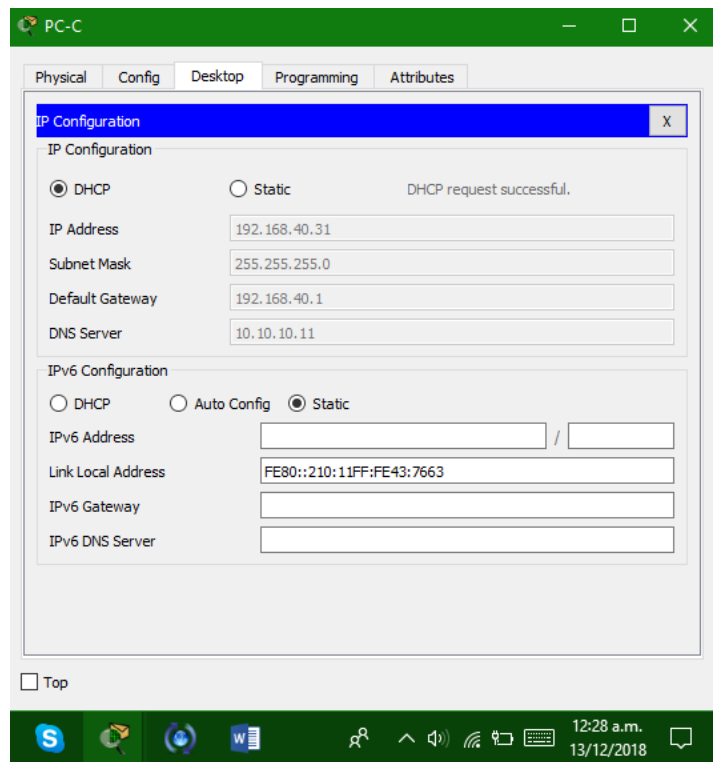 PC-C
Physical Config Desktop Programming Attributes
IP Configuration X
IP Configuration
DHCP Static DHCP request successful.
IP Address 192.168.40.31
Subnet Mask 255.255.255.0
Default Gateway 192.168.40.1
DNS Server 10.10.10.11
IPv6 Configuration
DHCP Auto Config Static
IPv6 Address /
Link Local Address FE80::210:11FF:FE43:7663
IPv6 Gateway
IPv6 DNS Server
Top
12:28 a.m.
13/12/2018